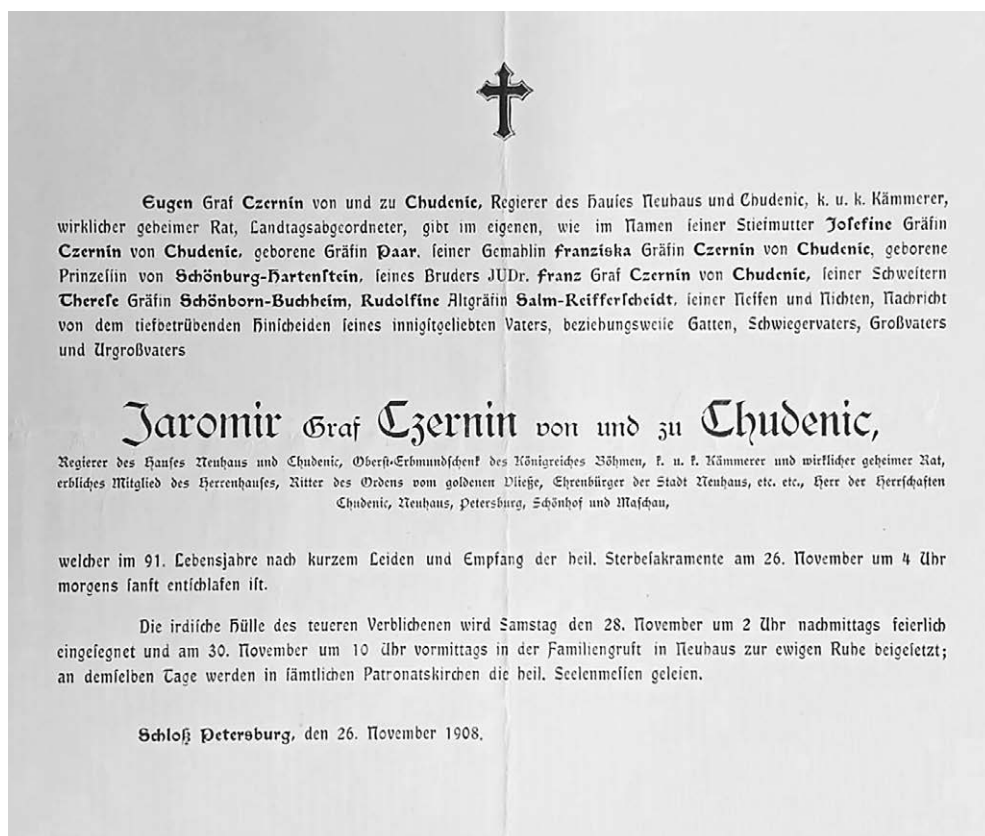 Eugen Graf Czernin von und zu Chudenic, Regierer des Hauſes Neuhaus und Chudenic, k. u. k. Kämmerer,
wirklicher geheimer Rat, Landtagsabgeordneter, gibt im eigenen, wie im Namen ſeiner Stiefmutter Joſefine Gräfin
Czernin von Chudenic, geborene Gräfin Paar, ſeiner Gemahlin Franziska Gräfin Czernin von Chudenic, geborene
Prinzeſſin von Schönburg-Hartenſtein, ſeines Bruders JUDr. Franz Graf Czernin von Chudenic, ſeiner Schweſtern
Thereſe Gräfin Schönborn-Buchheim, Rudolfine Altgräfin Salm-Reifferſcheidt, ſeiner Neffen und Nichten, Nachricht
von dem tiefbetrübenden Hinſcheiden ſeines innigſtgeliebten Vaters, beziehungsweiſe Gatten, Schwiegervaters, Großvaters
und Urgroßvaters
Jaromir Graf Czernin von und zu Chudenic,
Regierer des Hauſes Neuhaus und Chudenic, Oberſt-Erbmundſchenk des Königreiches Böhmen, k. u. k. Kämmerer und wirklicher geheimer Rat,
erbliches Mitglied des Herrenhauſes, Ritter des Ordens vom goldenen Vließe, Ehrenbürger der Stadt Neuhaus, etc. etc., Herr der Herrſchaften
Chudenic, Neuhaus, Petersburg, Schönhof und Maſchau,
welcher im 91. Lebensjahre nach kurzem Leiden und Empfang der heil. Sterbeſakramente am 26. November um 4 Uhr
morgens ſanft entſchlafen iſt.
Die irdiſche Hülle des teueren Verblichenen wird Samstag den 28. November um 2 Uhr nachmittags feierlich
eingeſegnet und am 30. November um 10 Uhr vormittags in der Familiengruft in Neuhaus zur ewigen Ruhe beigeſetzt;
an demſelben Tage werden in ſämtlichen Patronatskirchen die heil. Seelenmeſſen geleſen.
Schloß Petersburg, den 26. November 1908.